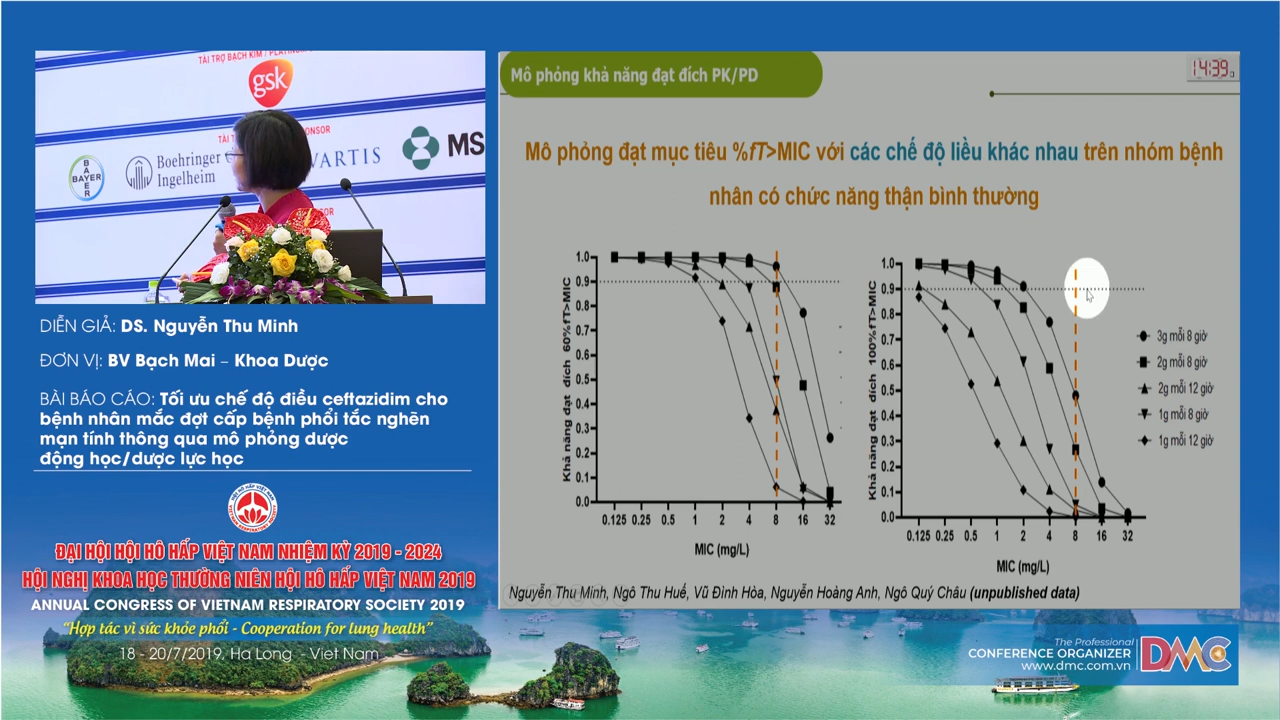 TÀI TRỢ BẠCH KIM / PLATINUM
gsk
BAYER
BAYER
Boehringer
Ingelheim
VARTIS
MS
DIỄN GIẢ: DS. Nguyễn Thu Minh
ĐƠN VỊ: BV Bạch Mai – Khoa Dược
BÀI BÁO CÁO: Tối ưu chế độ điều ceftazidim cho
bệnh nhân mắc đợt cấp bệnh phổi tắc nghẽn
mạn tính thông qua mô phỏng dược
động học/dược lực học
HỘI HÔ HẤP VIỆT NAM
VIETNAM RESPIRATORY SOCIETY
ĐẠI HỘI HỘI HÔ HẤP VIỆT NAM NHIỆM KỲ 2019 - 2024
HỘI NGHỊ KHOA HỌC THƯỜNG NIÊN HỘI HÔ HẤP VIỆT NAM 2019
ANNUAL CONGRESS OF VIETNAM RESPIRATORY SOCIETY 2019
“Hợp tác vì sức khỏe phổi - Cooperation for lung health”
18 - 20/7/2019, Ha Long - Viet Nam
Mô phỏng khả năng đạt đích PK/PD
14:39
Mô phỏng đạt mục tiêu %fT>MIC với các chế độ liều khác nhau trên nhóm bệnh
nhân có chức năng thận bình thường
Khả năng đạt đích 60%fT>MIC
1.0
0.9
0.8
0.7
0.6
0.5
0.4
0.3
0.2
0.1
0.0
0.125 0.25 0.5 1 2 4 8 16 32
MIC (mg/L)
Khả năng đạt đích 100%fT>MIC
1.0
0.9
0.8
0.7
0.6
0.5
0.4
0.3
0.2
0.1
0.0
0.125 0.25 0.5 1 2 4 8 16 32
MIC (mg/L)
3g mỗi 8 giờ
2g mỗi 8 giờ
2g mỗi 12 giờ
1g mỗi 8 giờ
1g mỗi 12 giờ
Nguyễn Thu Minh, Ngô Thu Huế, Vũ Đình Hòa, Nguyễn Hoàng Anh, Ngô Quý Châu (unpublished data)
The Professional
CONFERENCE ORGANIZER
www.dmc.com.vn
DMC